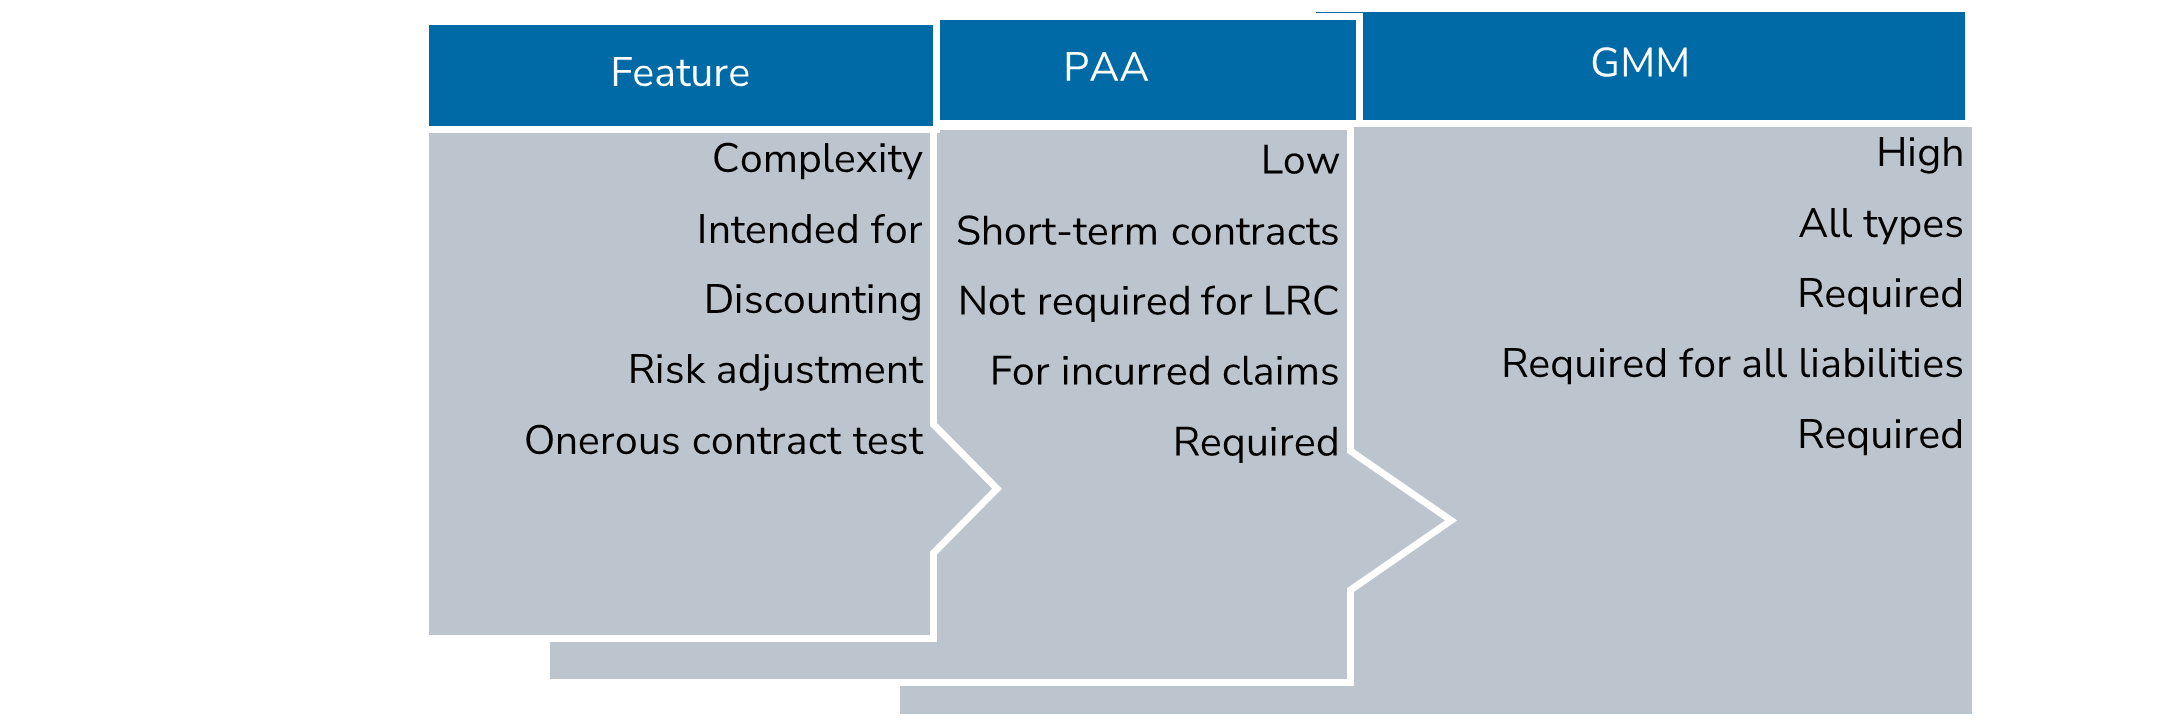 Feature
Complexity
Intended for
Discounting
Risk adjustment
Onerous contract test
PAA
Low
Short-term contracts
Not required for LRC
For incurred claims
Required
GMM
High
All types
Required
Required for all liabilities
Required